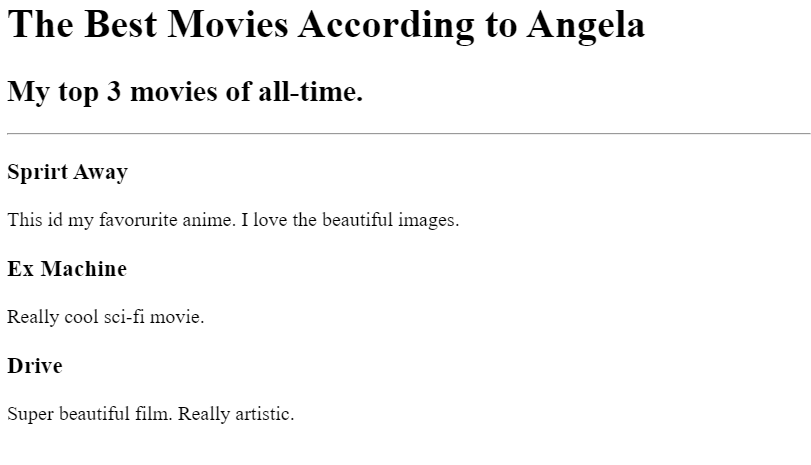 The Best Movies According to Angela
My top 3 movies of all-time.
Sprirt Away
This id my favorurite anime. I love the beautiful images.
Ex Machine
Really cool sci-fi movie.
Drive
Super beautiful film. Really artistic.